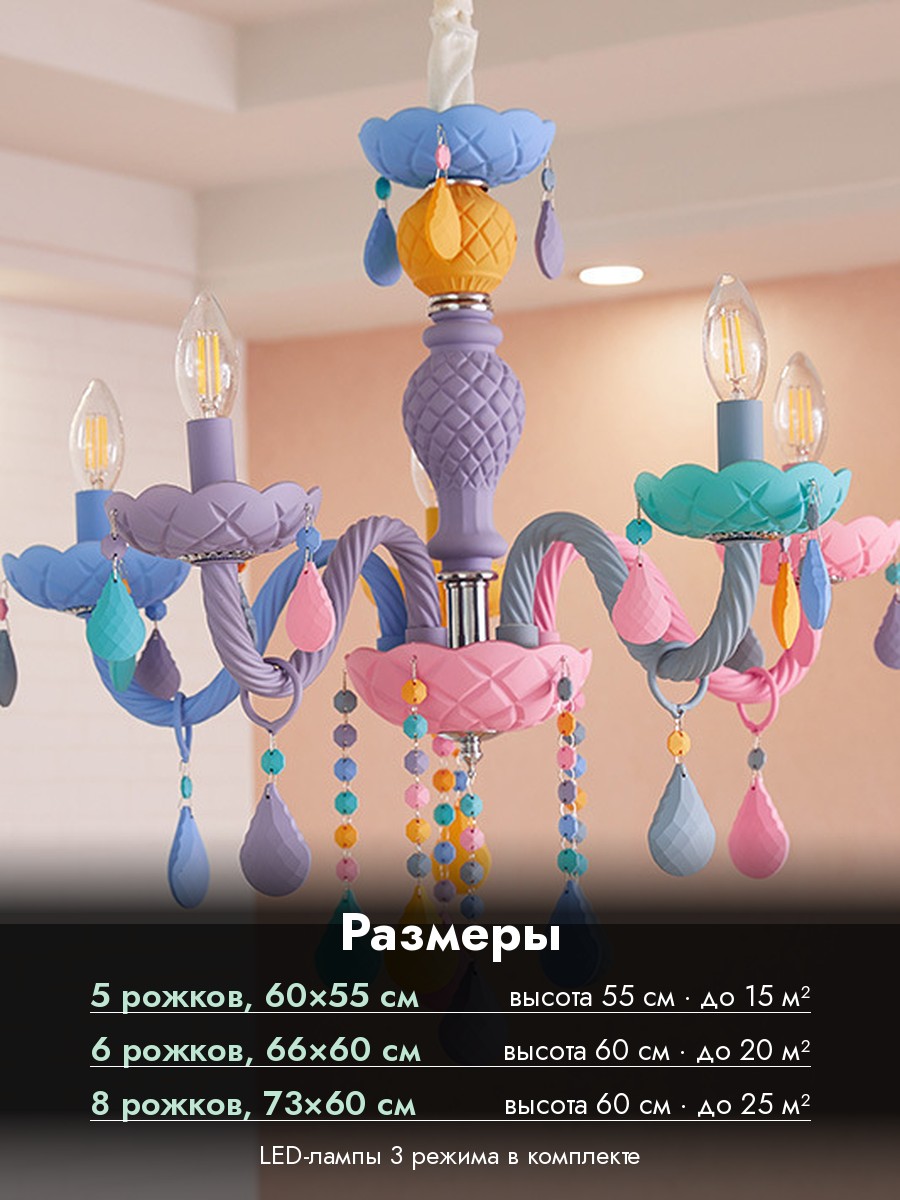 Размеры
5 рожков, 60×55 см высота 55 см · до 15 м²
6 рожков, 66×60 см высота 60 см · до 20 м²
8 рожков, 73×60 см высота 60 см · до 25 м²
LED-лампы 3 режима в комплекте